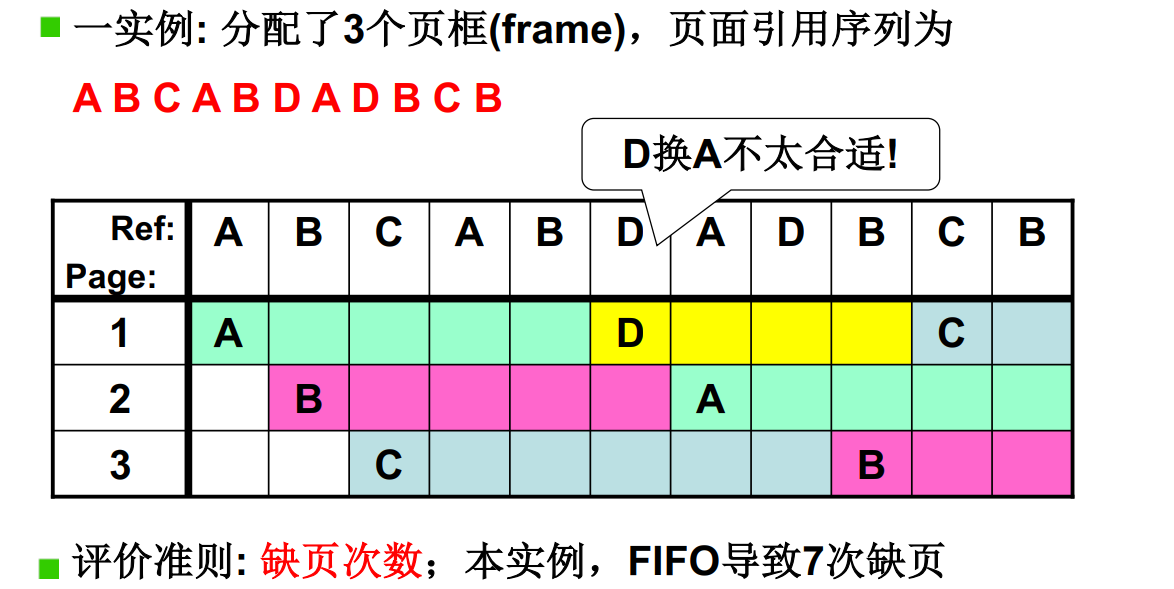 一实例: 分配了3个页框(frame)，页面引用序列为
A B C A B D A D B C B
D换A不太合适!
Ref: A B C A B D A D B C B
Page:
1 A D C
2 B A
3 C B
评价准则: 缺页次数；本实例，FIFO导致7次缺页